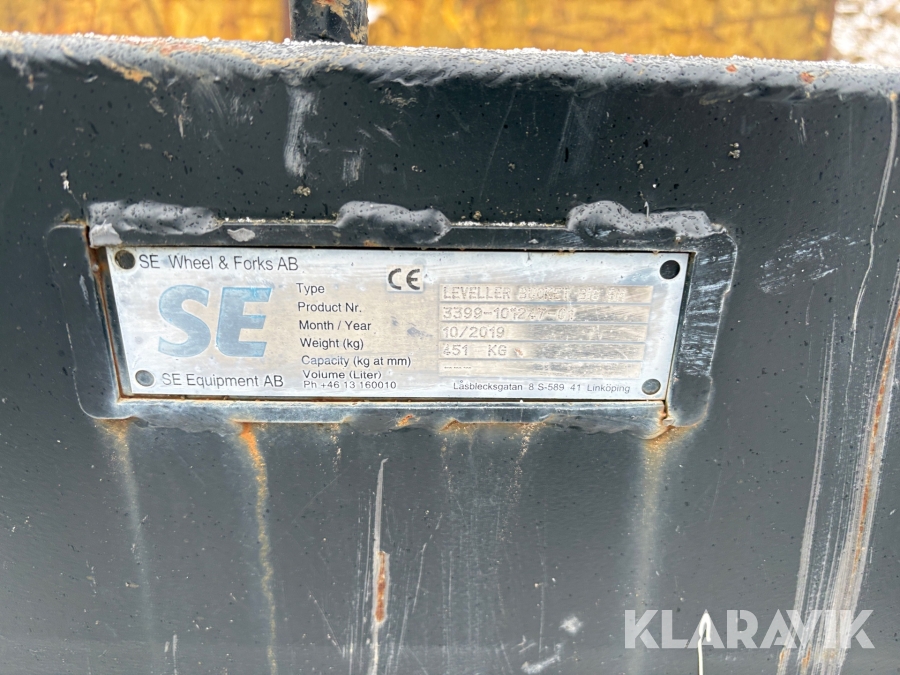 SE Wheel & Forks AB
CE
SE
SE Equipment AB
Type LEVELLER BUCKET
Product Nr.
Month / Year 10/2019
Weight (kg) 451 KG
Capacity (kg at mm) ---
Volume (Liter)
Ph +46 13 160010
Låsblecksgatan 8 S-589 41 Linköping
KLARAVIK